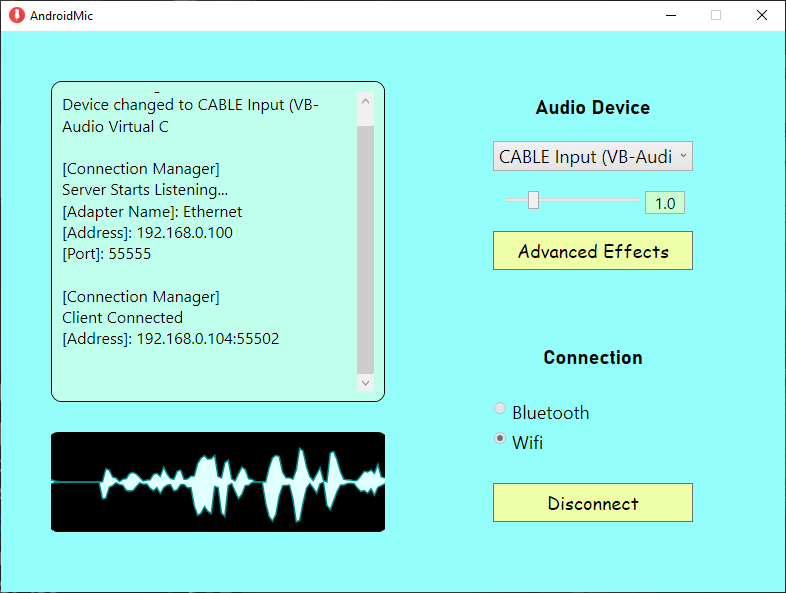 AndroidMic
Device changed to CABLE Input (VB-
Audio Virtual C
[Connection Manager]
Server Starts Listening...
[Adapter Name]: Ethernet
[Address]: 192.168.0.100
[Port]: 55555
[Connection Manager]
Client Connected
[Address]: 192.168.0.104:55502
Audio Device
CABLE Input (VB-Audi
1.0
Advanced Effects
Connection
Bluetooth
Wifi
Disconnect